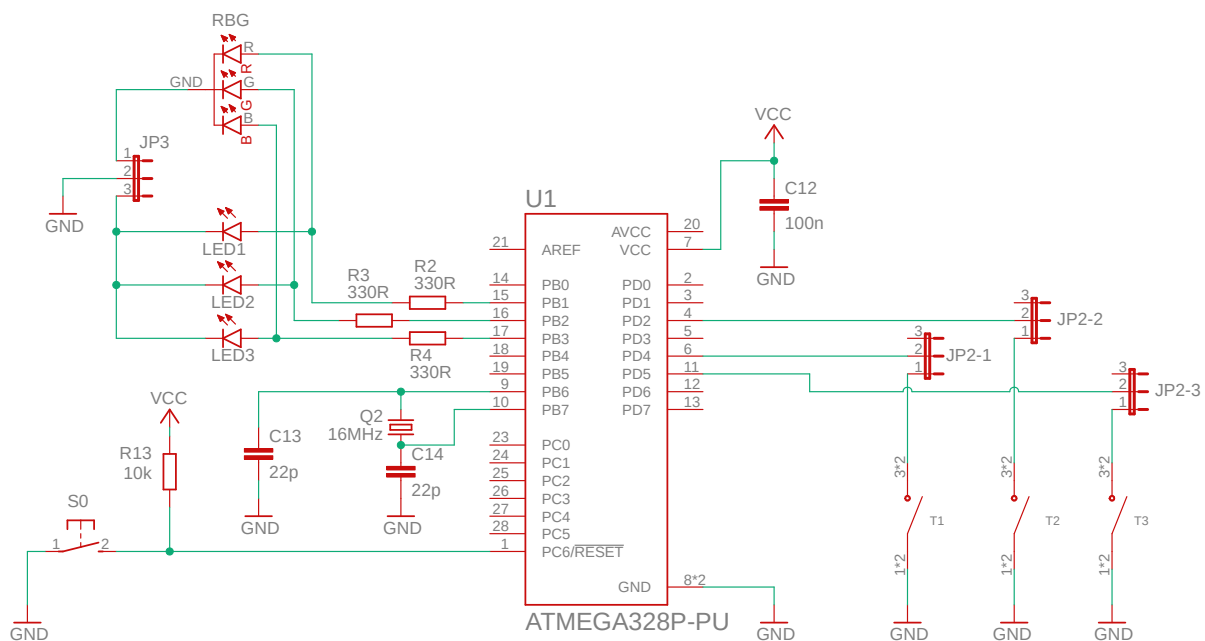 RBG
R
R
GND
G
G
B
B
JP3
1
2
3
GND
LED1
LED2
LED3
R3
330R
R2
330R
R4
330R
VCC
C12
100n
GND
U1
21 AREF
14 PB0
15 PB1
16 PB2
17 PB3
18 PB4
19 PB5
9 PB6
10 PB7
23 PC0
24 PC1
25 PC2
26 PC3
27 PC4
28 PC5
1 PC6/RESET
AVCC 20
VCC 7
PD0 2
PD1 3
PD2 4
PD3 5
PD4 6
PD5 11
PD6 12
PD7 13
GND 8*2
ATMEGA328P-PU
GND
3
2
1
JP2-2
3
2
1
JP2-1
3
2
1
JP2-3
VCC
R13
10k
S0
1 2
GND
C13
22p
GND
Q2
16MHz
C14
22p
GND
3*2
T1
1*2
GND
3*2
T2
1*2
GND
3*2
T3
1*2
GND